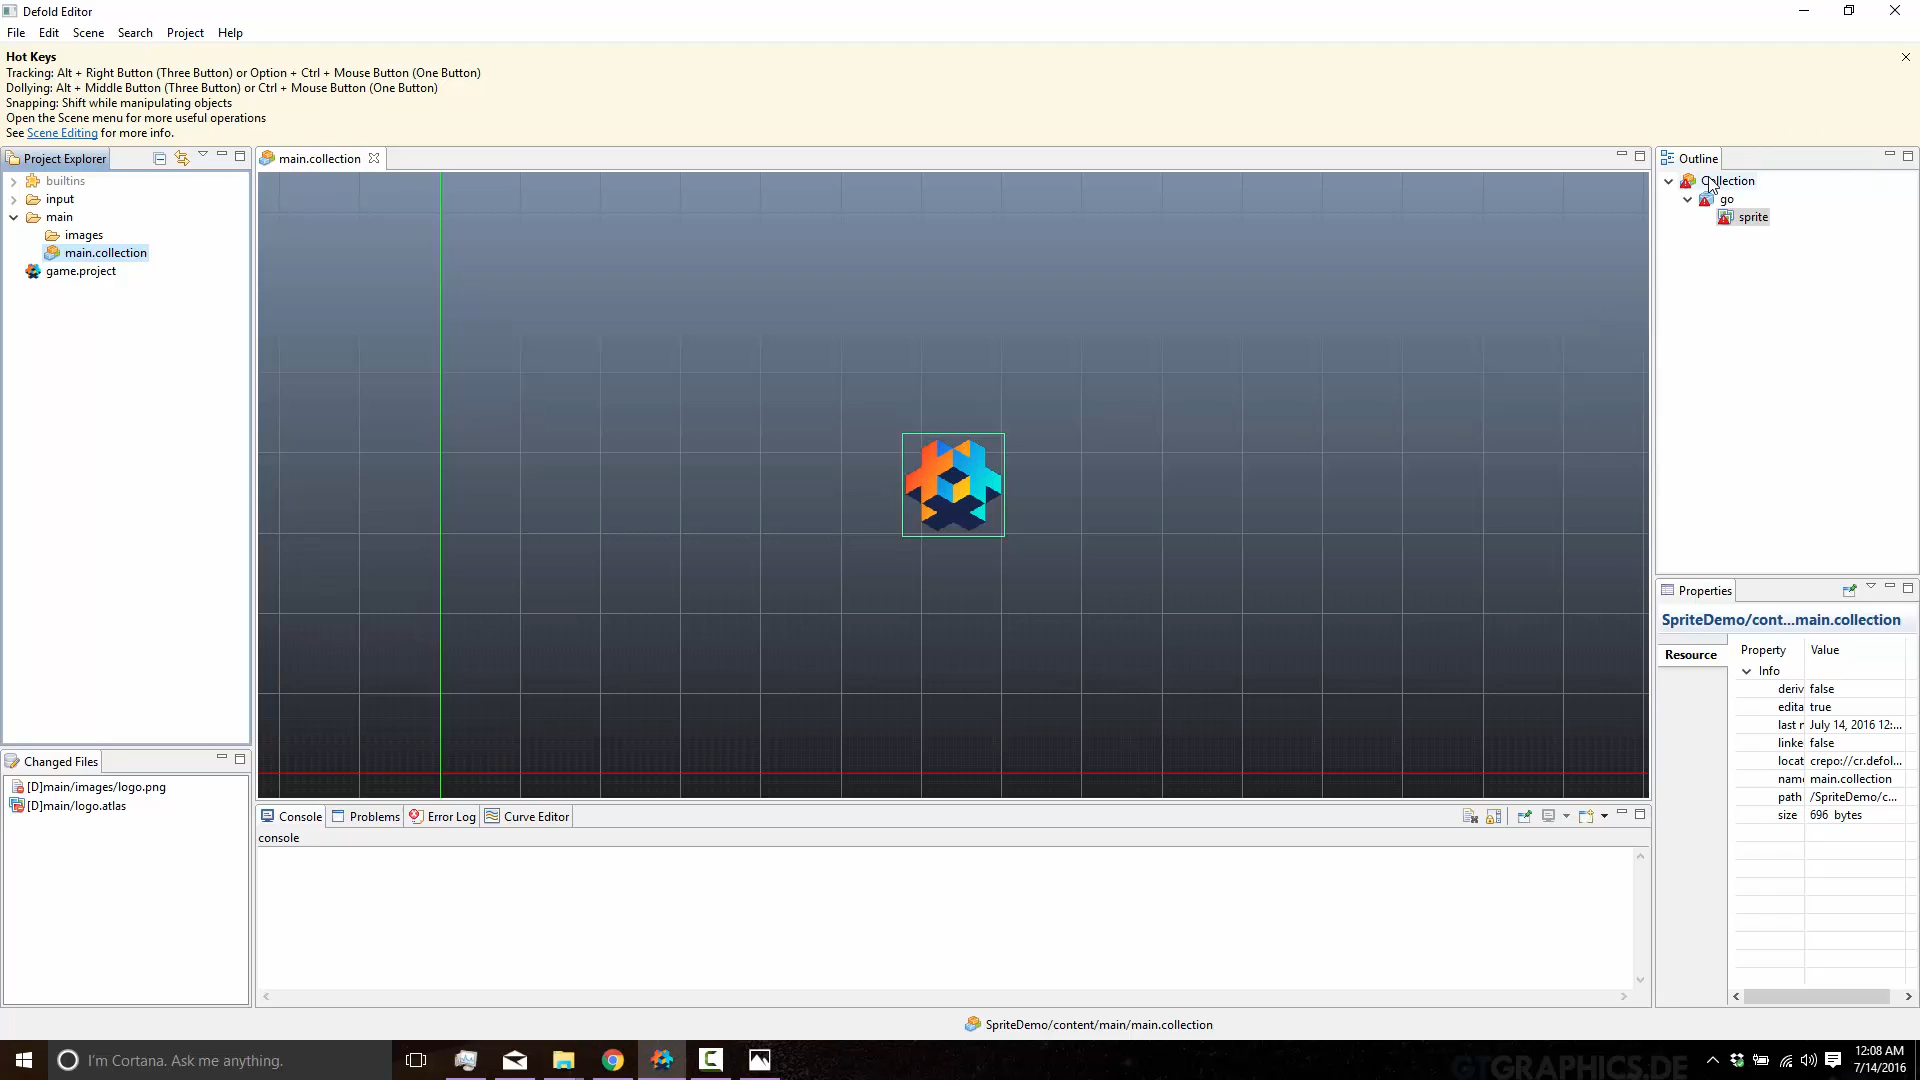 Defold Editor
File Edit Scene Search Project Help
Hot Keys
Tracking: Alt + Right Button (Three Button) or Option + Ctrl + Mouse Button (One Button)
Dollying: Alt + Middle Button (Three Button) or Ctrl + Mouse Button (One Button)
Snapping: Shift while manipulating objects
Open the Scene menu for more useful operations
See Scene Editing for more info.
Project Explorer
builtins
input
main
images
main.collection
game.project
Changed Files
[D]main/images/logo.png
[D]main/logo.atlas
main.collection
Console Problems Error Log Curve Editor
console
Outline
Collection
go
sprite
Properties
SpriteDemo/cont...main.collection
Resource
Property Value
Info
deriv false
edita true
last r July 14, 2016 12:...
linke false
locat crepo://cr.defol...
name main.collection
path /SpriteDemo/c...
size 696 bytes
SpriteDemo/content/main/main.collection
I'm Cortana. Ask me anything.
GTGRAPHICS.DE
12:08 AM
7/14/2016